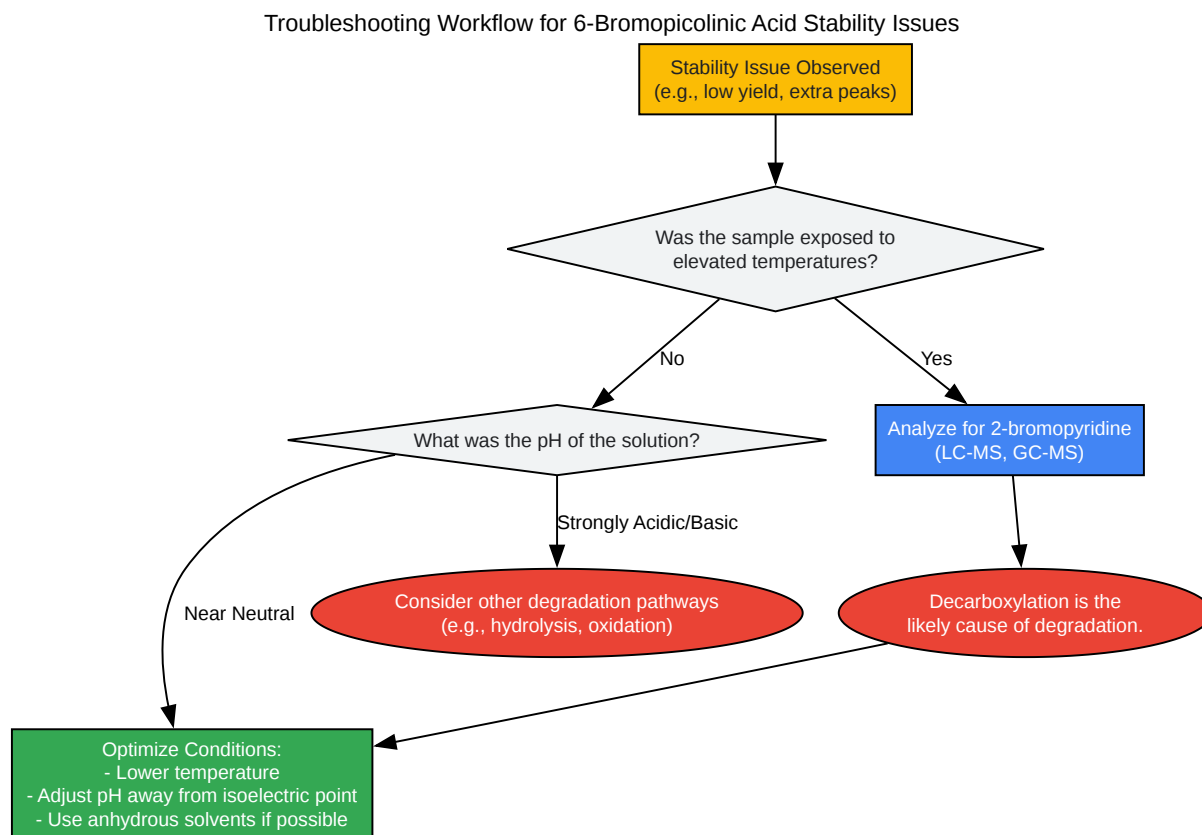 Troubleshooting Workflow for 6-Bromopicolinic Acid Stability Issues
Stability Issue Observed
(e.g., low yield, extra peaks)
Was the sample exposed to
elevated temperatures?
No
Yes
What was the pH of the solution?
Analyze for 2-bromopyridine
(LC-MS, GC-MS)
Strongly Acidic/Basic
Near Neutral
Consider other degradation pathways
(e.g., hydrolysis, oxidation)
Decarboxylation is the
likely cause of degradation.
Optimize Conditions:
- Lower temperature
- Adjust pH away from isoelectric point
- Use anhydrous solvents if possible